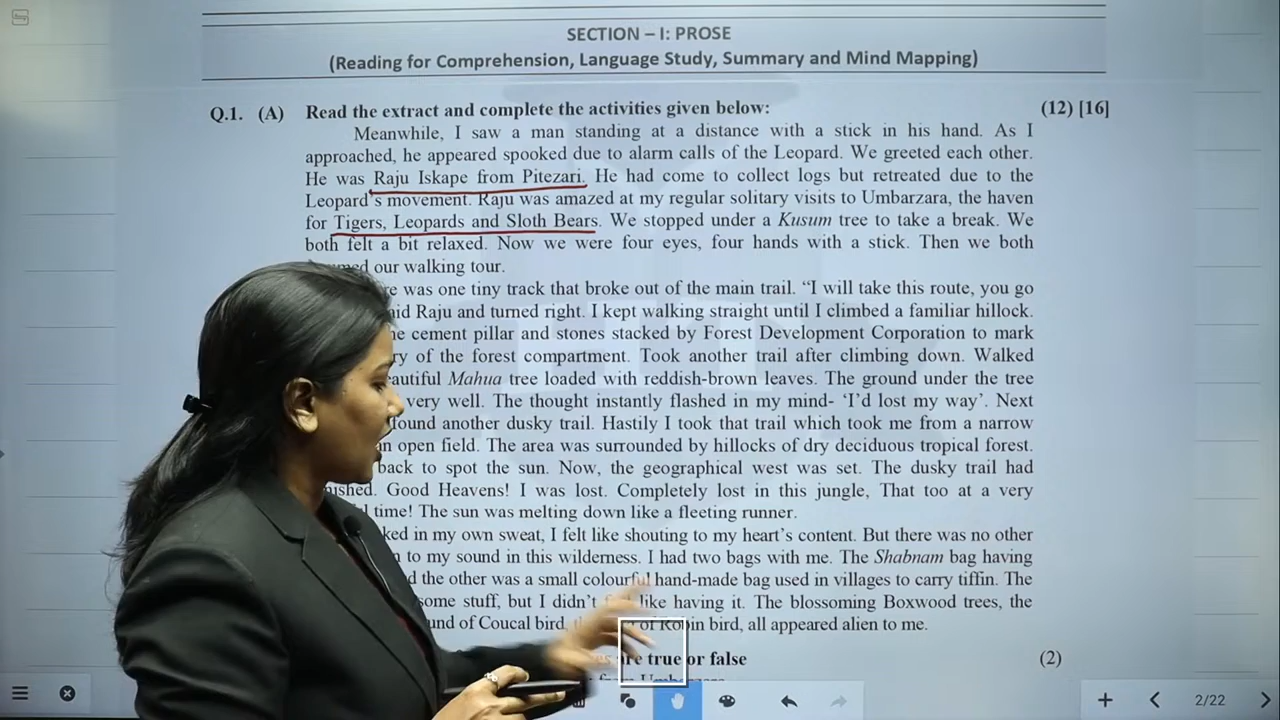 SECTION – I: PROSE
(Reading for Comprehension, Language Study, Summary and Mind Mapping)
Q.1. (A) Read the extract and complete the activities given below: (12) [16]
Meanwhile, I saw a man standing at a distance with a stick in his hand. As I
approached, he appeared spooked due to alarm calls of the Leopard. We greeted each other.
He was Raju Iskape from Pitezari. He had come to collect logs but retreated due to the
Leopard's movement. Raju was amazed at my regular solitary visits to Umbarzara, the haven
for Tigers, Leopards and Sloth Bears. We stopped under a Kusum tree to take a break. We
both felt a bit relaxed. Now we were four eyes, four hands with a stick. Then we both
our walking tour.
was one tiny track that broke out of the main trail. “I will take this route, you go
Raju and turned right. I kept walking straight until I climbed a familiar hillock.
cement pillar and stones stacked by Forest Development Corporation to mark
of the forest compartment. Took another trail after climbing down. Walked
Mahua tree loaded with reddish-brown leaves. The ground under the tree
very well. The thought instantly flashed in my mind- ‘I’d lost my way’. Next
found another dusky trail. Hastily I took that trail which took me from a narrow
open field. The area was surrounded by hillocks of dry deciduous tropical forest.
back to spot the sun. Now, the geographical west was set. The dusky trail had
Good Heavens! I was lost. Completely lost in this jungle, That too at a very
time! The sun was melting down like a fleeting runner.
in my own sweat, I felt like shouting to my heart’s content. But there was no other
to my sound in this wilderness. I had two bags with me. The Shabnam bag having
the other was a small colourful hand-made bag used in villages to carry tiffin. The
some stuff, but I didn’t like having it. The blossoming Boxwood trees, the
of Coucal bird, of Robin bird, all appeared alien to me.
are true or false (2)
from
2/22